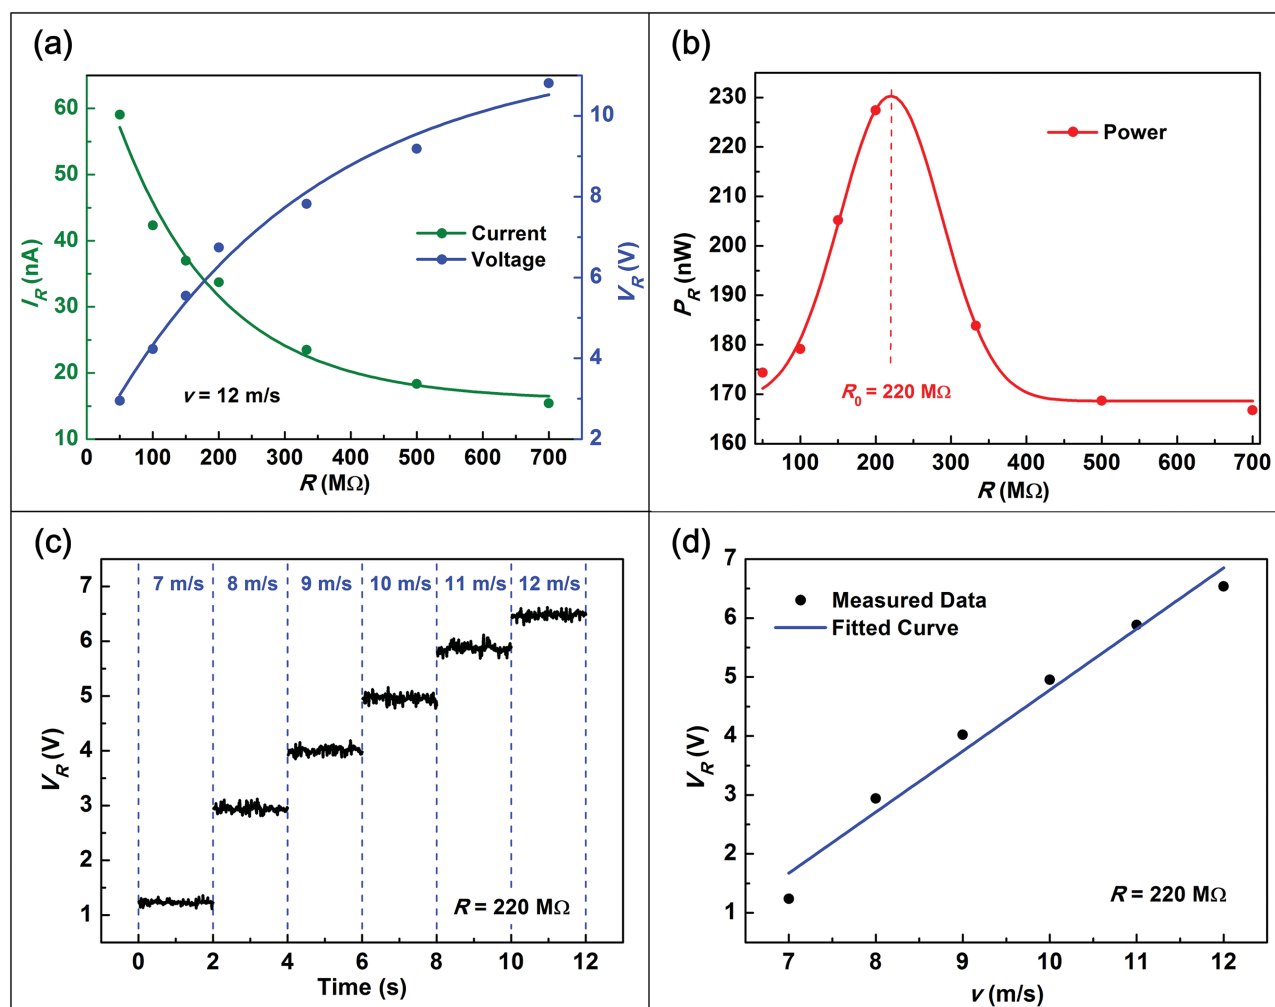 (a)
60
50
40
30
20
10
I_R (nA)
0 100 200 300 400 500 600 700
R (MΩ)
10
8
6
4
2
V_R (V)
Current
Voltage
v = 12 m/s
(b)
230
220
210
200
190
180
170
160
P_R (nW)
100 200 300 400 500 600 700
R (MΩ)
Power
R₀ = 220 MΩ
(c)
7
6
5
4
3
2
1
V_R (V)
7 m/s 8 m/s 9 m/s 10 m/s 11 m/s 12 m/s
R = 220 MΩ
0 2 4 6 8 10 12
Time (s)
(d)
7
6
5
4
3
2
1
V_R (V)
Measured Data
Fitted Curve
R = 220 MΩ
7 8 9 10 11 12
v (m/s)